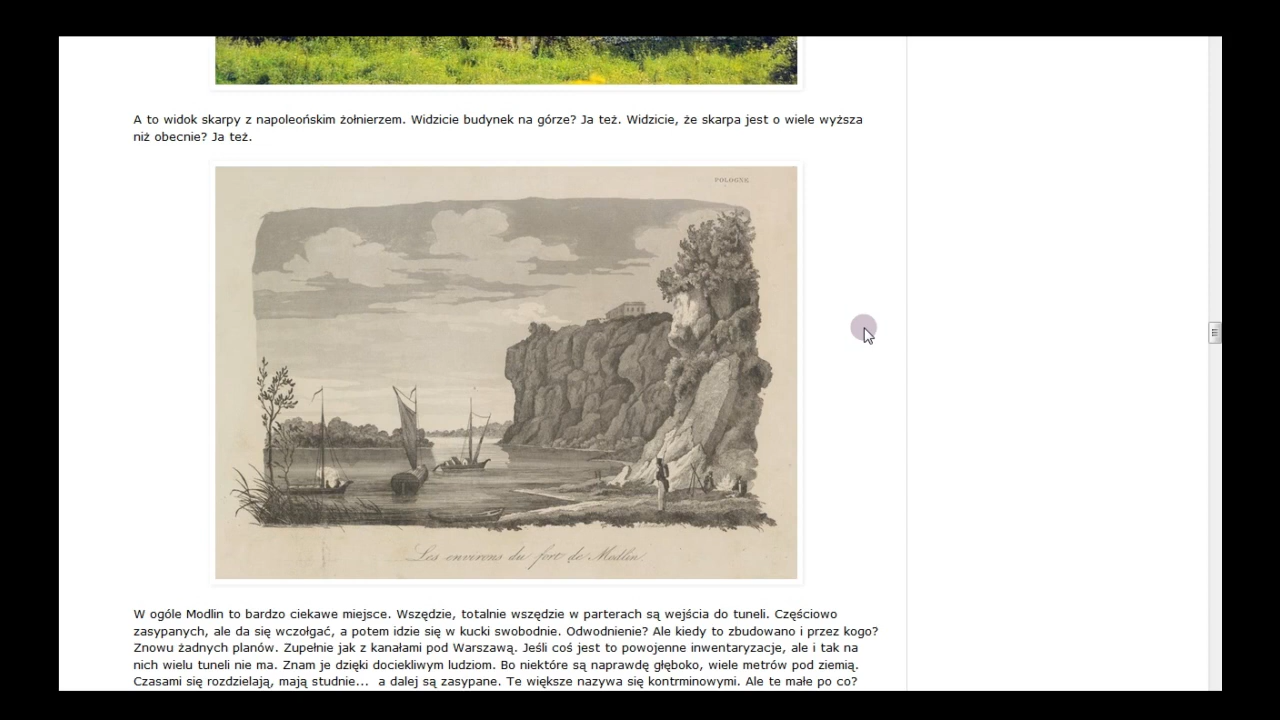 A to widok skarpy z napoleońskim żołnierzem. Widzicie budynek na górze? Ja też. Widzicie, że skarpa jest o wiele wyższa
niż obecnie? Ja też.
POLOGNE
Les environs du fort de Modlin
W ogóle Modlin to bardzo ciekawe miejsce. Wszędzie, totalnie wszędzie w parterach są wejścia do tuneli. Częściowo
zasypanych, ale da się wczołgać, a potem idzie się w kucki swobodnie. Odwodnienie? Ale kiedy to zbudowano i przez kogo?
Znowu żadnych planów. Zupełnie jak z kanałami pod Warszawą. Jeśli coś jest to powojenne inwentaryzacje, ale i tak na
nich wielu tuneli nie ma. Znam je dzięki dociekliwym ludziom. Bo niektóre są naprawdę głęboko, wiele metrów pod ziemią.
Czasami się rozdzielają, mają studnie... a dalej są zasypane. Te większe nazywa się kontrminowymi. Ale te małe po co?